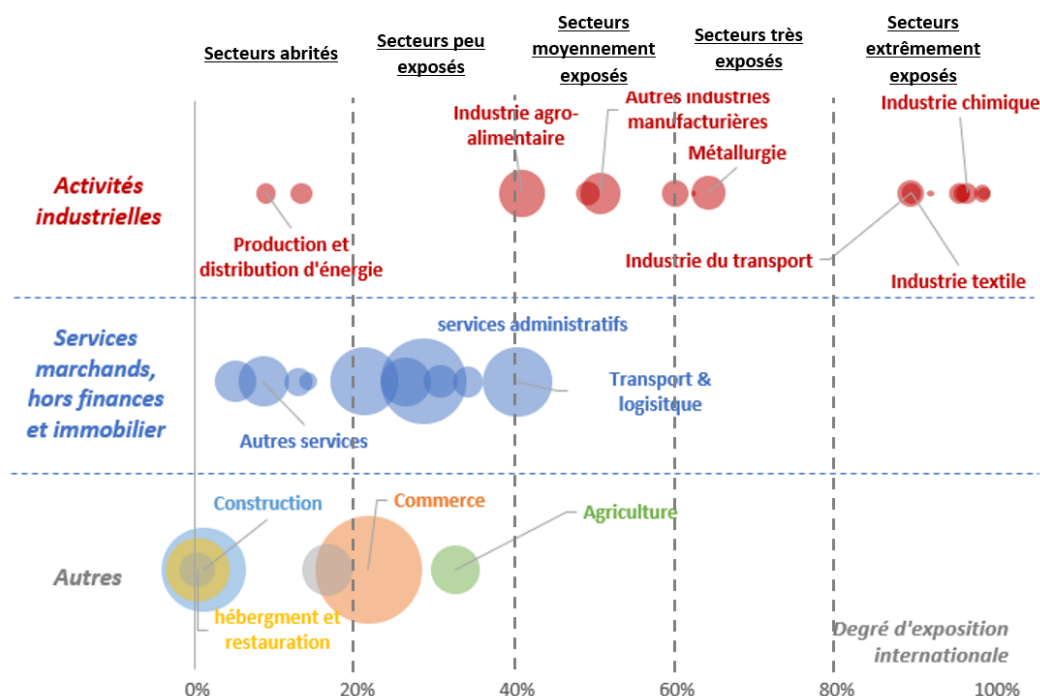 Secteurs abrités
Secteurs peu
exposés
Secteurs
moyennement
exposés
Secteurs très
exposés
Secteurs
extrêmement
exposés
Activités
industrielles
Industrie agro-
alimentaire
Autres industries
manufacturières
Métallurgie
Industrie chimique
Production et
distribution d'énergie
Industrie du transport
Industrie textile
Services
marchands,
hors finances
et immobilier
services administratifs
Transport &
logisitque
Autres services
Autres
Construction
Commerce
Agriculture
hébergment et
restauration
Degré d'exposition
internationale
0%
20%
40%
60%
80%
100%